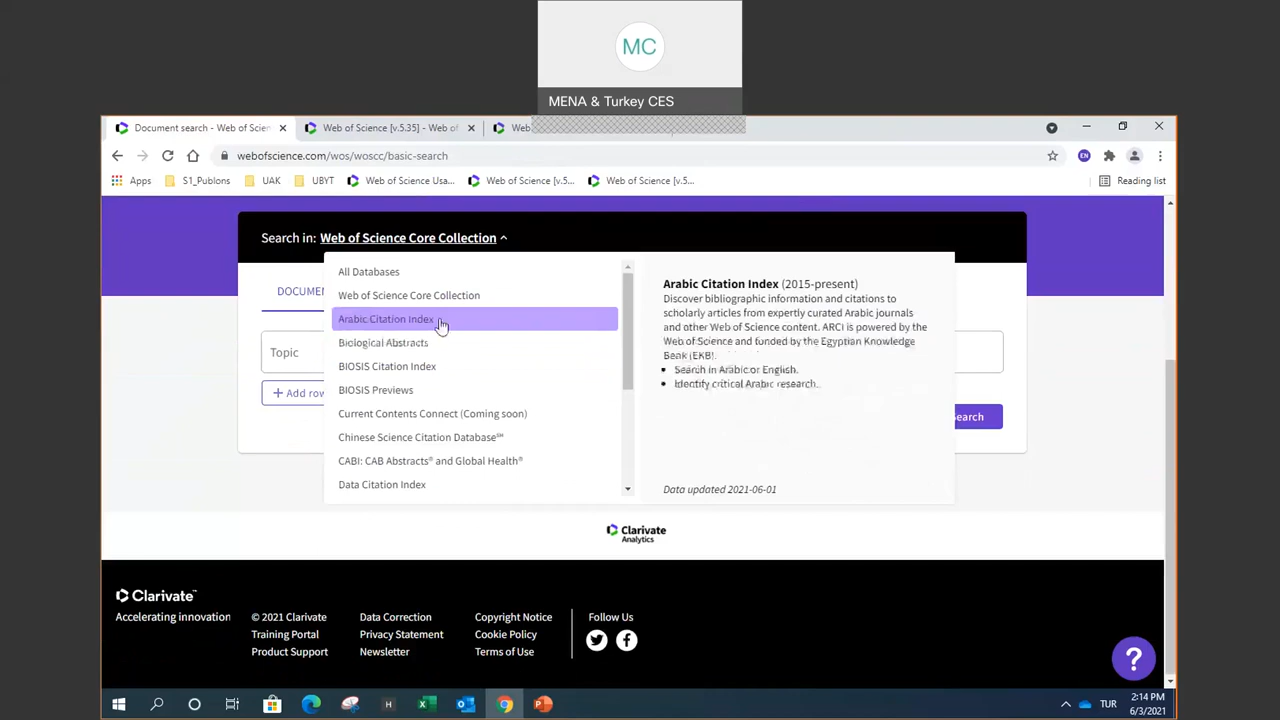 MC
MENA & Turkey CES
Document search - Web of Scien
Web of Science [v.5.35] - Web of
Web
webofscience.com/wos/woscc/basic-search
EN
Apps
S1_Publons
UAK
UBYT
Web of Science Usa...
Web of Science [v.5...
Web of Science [v.5...
Reading list
Search in: Web of Science Core Collection
All Databases
Web of Science Core Collection
Arabic Citation Index
Biological Abstracts
BIOSIS Citation Index
BIOSIS Previews
Current Contents Connect (Coming soon)
Chinese Science Citation Database℠
CABI: CAB Abstracts® and Global Health®
Data Citation Index
Arabic Citation Index (2015-present)
Discover bibliographic information and citations to
scholarly articles from expertly curated Arabic journals
and other Web of Science content. ARCI is powered by the
Web of Science and funded by the Egyptian Knowledge
Bank (EKB).
• Search in Arabic or English.
• Identify critical Arabic research.
Data updated 2021-06-01
DOCUMEN
Topic
+ Add row
Search
Clarivate
Analytics
Clarivate™
Accelerating innovation
© 2021 Clarivate
Training Portal
Product Support
Data Correction
Privacy Statement
Newsletter
Copyright Notice
Cookie Policy
Terms of Use
Follow Us
?
H
TUR
2:14 PM
6/3/2021